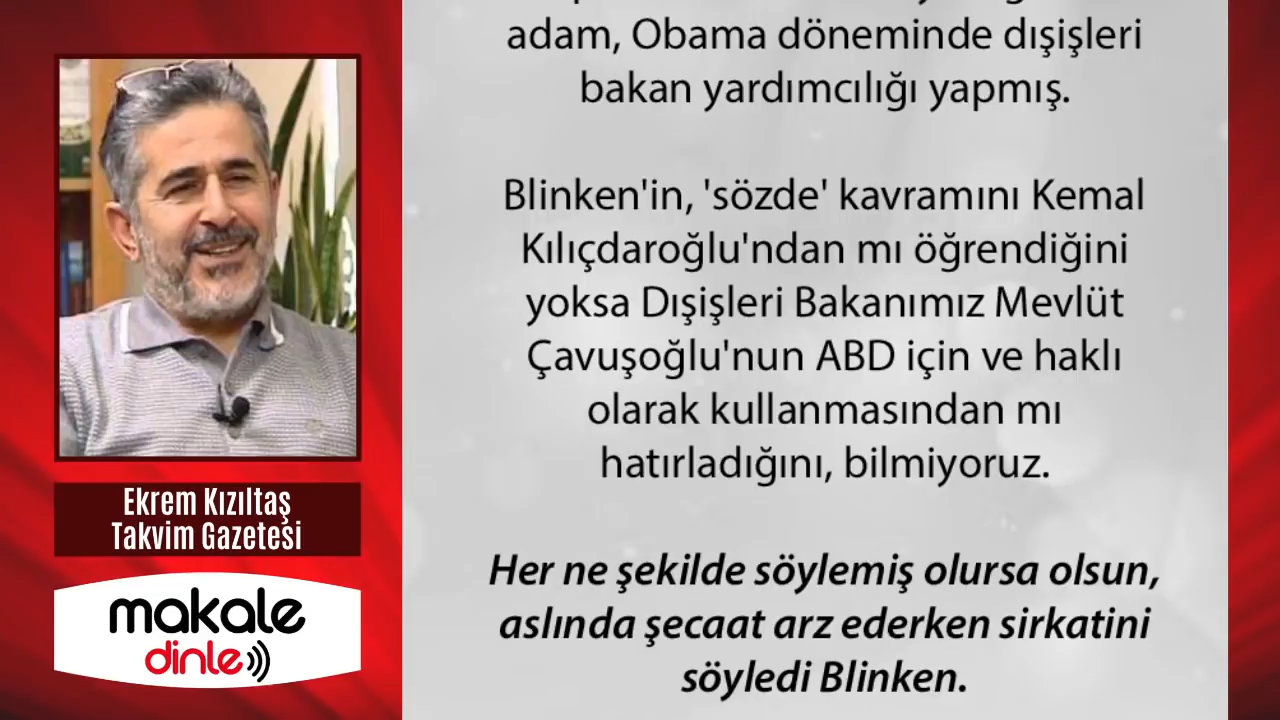 adam, Obama döneminde dışişleri
bakan yardımcılığı yapmış.
Blinken'in, 'sözde' kavramını Kemal
Kılıçdaroğlu'ndan mı öğrendiğini
yoksa Dışişleri Bakanımız Mevlüt
Çavuşoğlu'nun ABD için ve haklı
olarak kullanmasından mı
hatırladığını, bilmiyoruz.
Her ne şekilde söylemiş olursa olsun,
aslında şecaat arz ederken sirkatini
söyledi Blinken.
Ekrem Kızıltaş
Takvim Gazetesi
makale
dinle